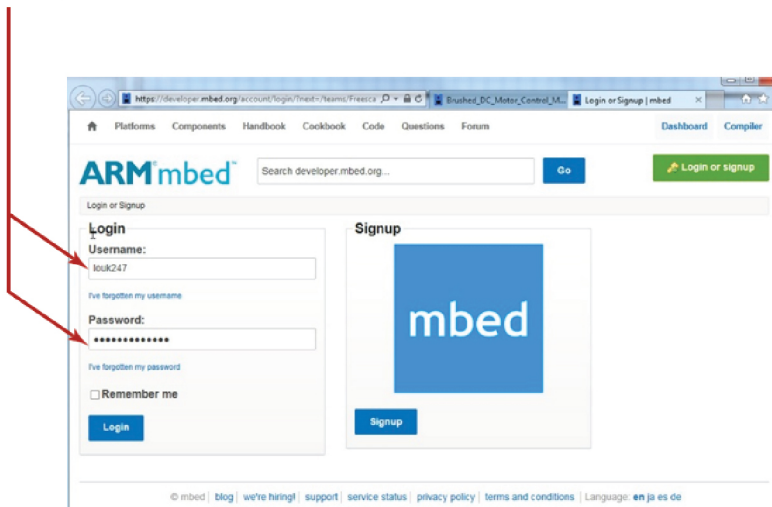 https://developer.mbed.org/account/login/?next=/teams/Freesca
Brushed_DC_Motor_Control_M...
Login or Signup | mbed
Platforms Components Handbook Cookbook Code Questions Forum Dashboard Compiler
ARM mbed™
Search developer.mbed.org...
Go
Login or signup
Login or Signup
Login
Username:
louk247
I've forgotten my username
Password:
•••••••••••••
I've forgotten my password
Remember me
Login
Signup
mbed
Signup
© mbed | blog | we're hiring! | support | service status | privacy policy | terms and conditions | Language: en ja es de